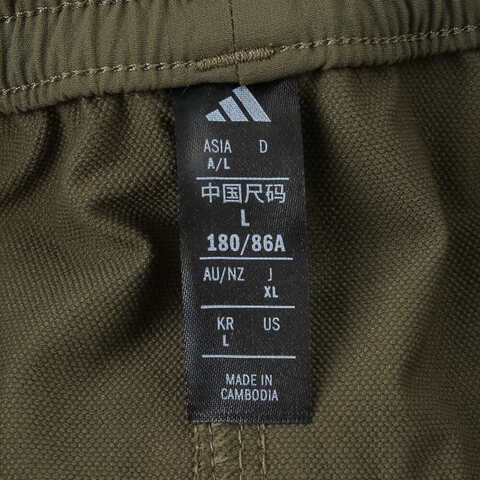 ASIA D
A/L
中国尺码
L
180/86A
AU/NZ J
XL
KR US
L
MADE IN
CAMBODIA